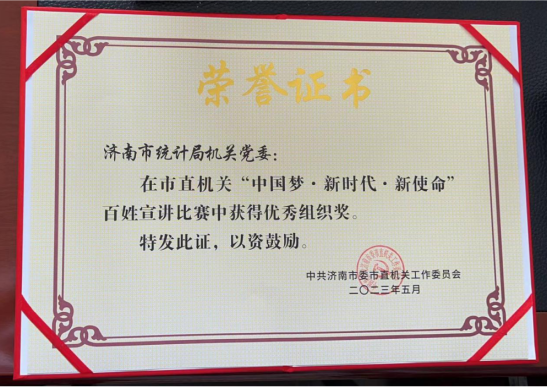 荣誉证书
济南市统计局机关党委：
在市直机关“中国梦·新时代·新使命”
百姓宣讲比赛中获得优秀组织奖。
特发此证，以资鼓励。
中共济南市委市直机关工作委员会
二〇二三年五月